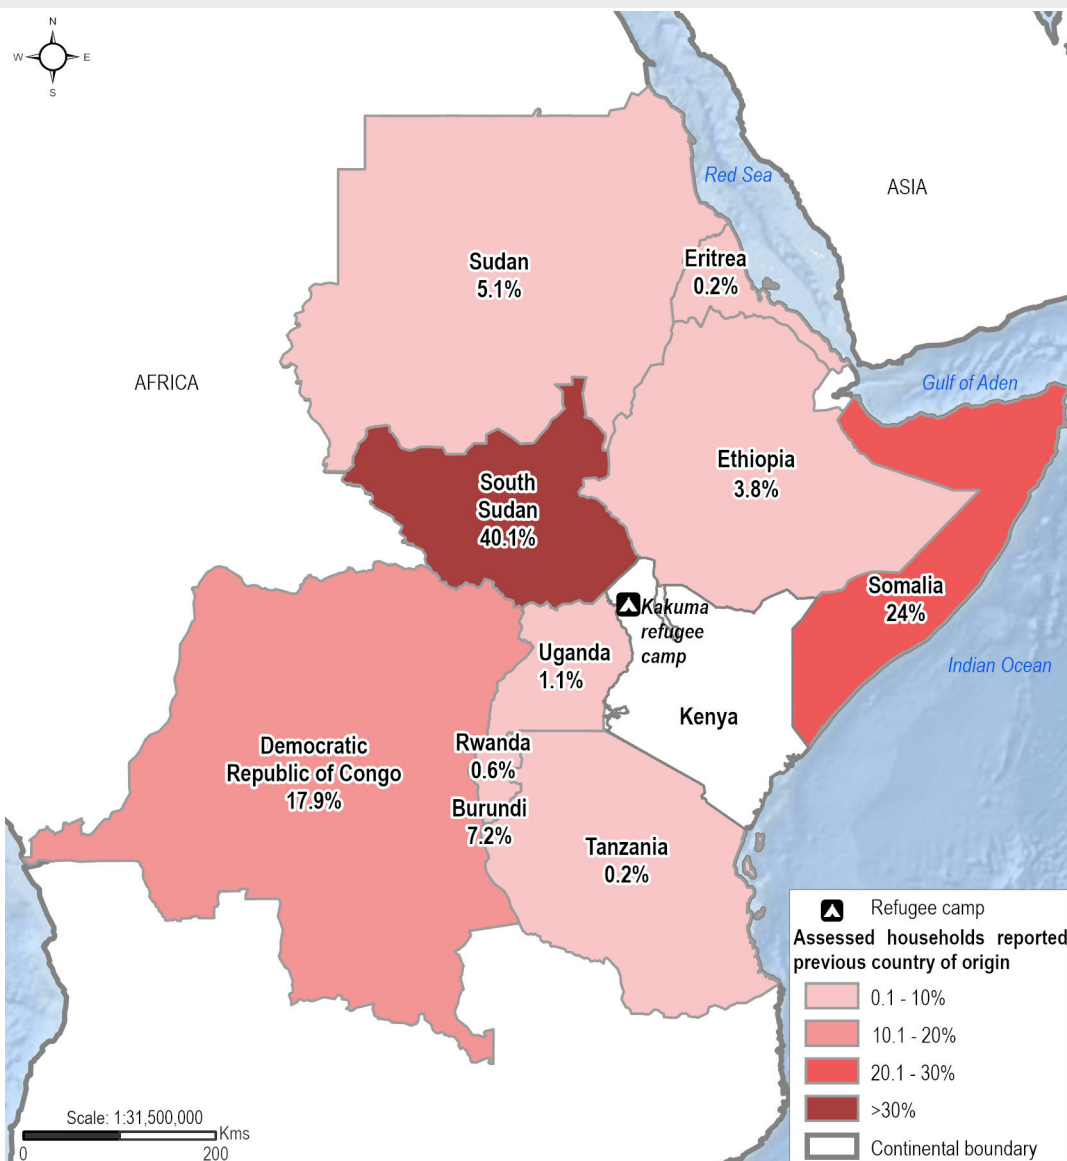 N
W
E
S
Red Sea
ASIA
Sudan
5.1%
Eritrea
0.2%
AFRICA
Gulf of Aden
Ethiopia
3.8%
South
Sudan
40.1%
Somalia
24%
Kakuma
refugee
camp
Uganda
1.1%
Indian Ocean
Kenya
Rwanda
0.6%
Democratic
Republic of Congo
17.9%
Burundi
7.2%
Tanzania
0.2%
Refugee camp
Assessed households reported
previous country of origin
0.1 - 10%
10.1 - 20%
20.1 - 30%
>30%
Continental boundary
Scale: 1:31,500,000
Kms
0
200